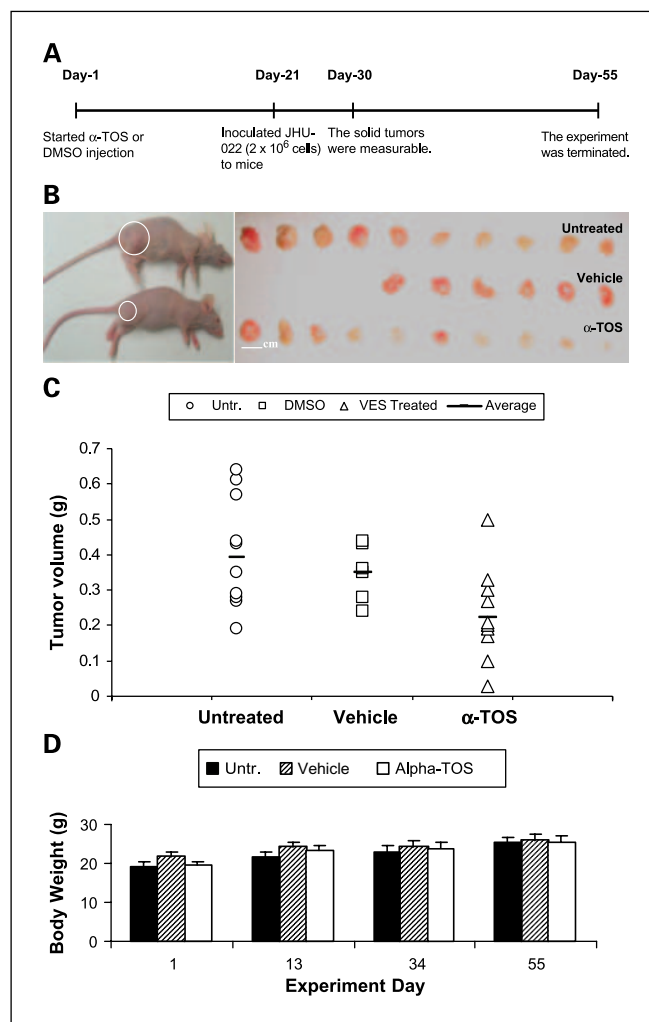 A
Day-1 Day-21 Day-30 Day-55
Started α-TOS or
DMSO injection
Inoculated JHU-
022 (2 x 10⁶ cells)
to mice
The solid tumors
were measurable.
The experiment
was terminated.
B
Untreated
Vehicle
α-TOS
cm
C
Untr. DMSO VES Treated Average
Tumor volume (g)
0.7
0.6
0.5
0.4
0.3
0.2
0.1
0
Untreated Vehicle α-TOS
D
Untr. Vehicle Alpha-TOS
Body Weight (g)
30
20
10
0
1 13 34 55
Experiment Day